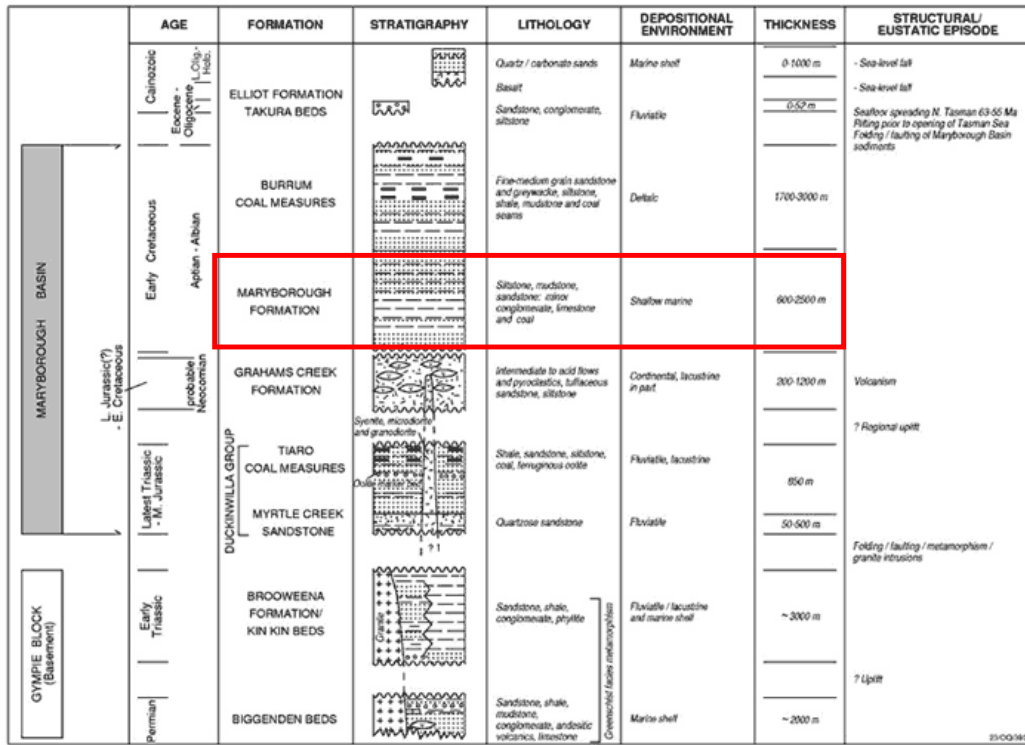 AGE
FORMATION
STRATIGRAPHY
LITHOLOGY
DEPOSITIONAL
ENVIRONMENT
THICKNESS
STRUCTURAL/
EUSTATIC EPISODE
Cainozoic
L.Olig.-
Holo.
Eocene -
Oligocene
Quartz / carbonate sands
Marine shelf
0-1000 m
- Sea-level fall
Basalt
- Sea-level fall
ELLIOT FORMATION
TAKURA BEDS
Sandstone, conglomerate,
siltstone
Fluviatile
0-52 m
Seafloor spreading N. Tasman 63-55 Ma
Rifting prior to opening of Tasman Sea
Folding / faulting of Maryborough Basin
sediments
MARYBOROUGH BASIN
Early Cretaceous
Aptian - Albian
BURRUM
COAL MEASURES
Fine-medium grain sandstone
and greywacke, siltstone,
shale, mudstone and coal
seams
Deltaic
1700-3000 m
MARYBOROUGH
FORMATION
Siltstone, mudstone,
sandstone: minor
conglomerate, limestone
and coal
Shallow marine
600-2500 m
L. Jurassic(?)
- E. Cretaceous
probable
Neocomian
GRAHAMS CREEK
FORMATION
Intermediate to acid flows
and pyroclastics, tuffaceous
sandstone, siltstone
Continental, lacustrine
in part
200-1200 m
Volcanism
Syenite, microdiorite
and granodiorite
? Regional uplift
Latest Triassic
- M. Jurassic
DUCKINWILLA GROUP
TIARO
COAL MEASURES
Oolite marker bed
Shale, sandstone, siltstone,
coal, ferruginous oolite
Fluviatile, lacustrine
650 m
MYRTLE CREEK
SANDSTONE
Quartzose sandstone
Fluviatile
50-500 m
? 1
Folding / faulting / metamorphism /
granite intrusions
GYMPIE BLOCK
(Basement)
Early
Triassic
BROOWEENA
FORMATION/
KIN KIN BEDS
Granite
Sandstone, shale,
conglomerate, phyllite
Greenschist facies metamorphism
Fluviatile / lacustrine
and marine shelf
~ 3000 m
? Uplift
Permian
BIGGENDEN BEDS
Sandstone, shale,
mudstone,
conglomerate, andesitic
volcanics, limestone
Marine shelf
~ 2000 m